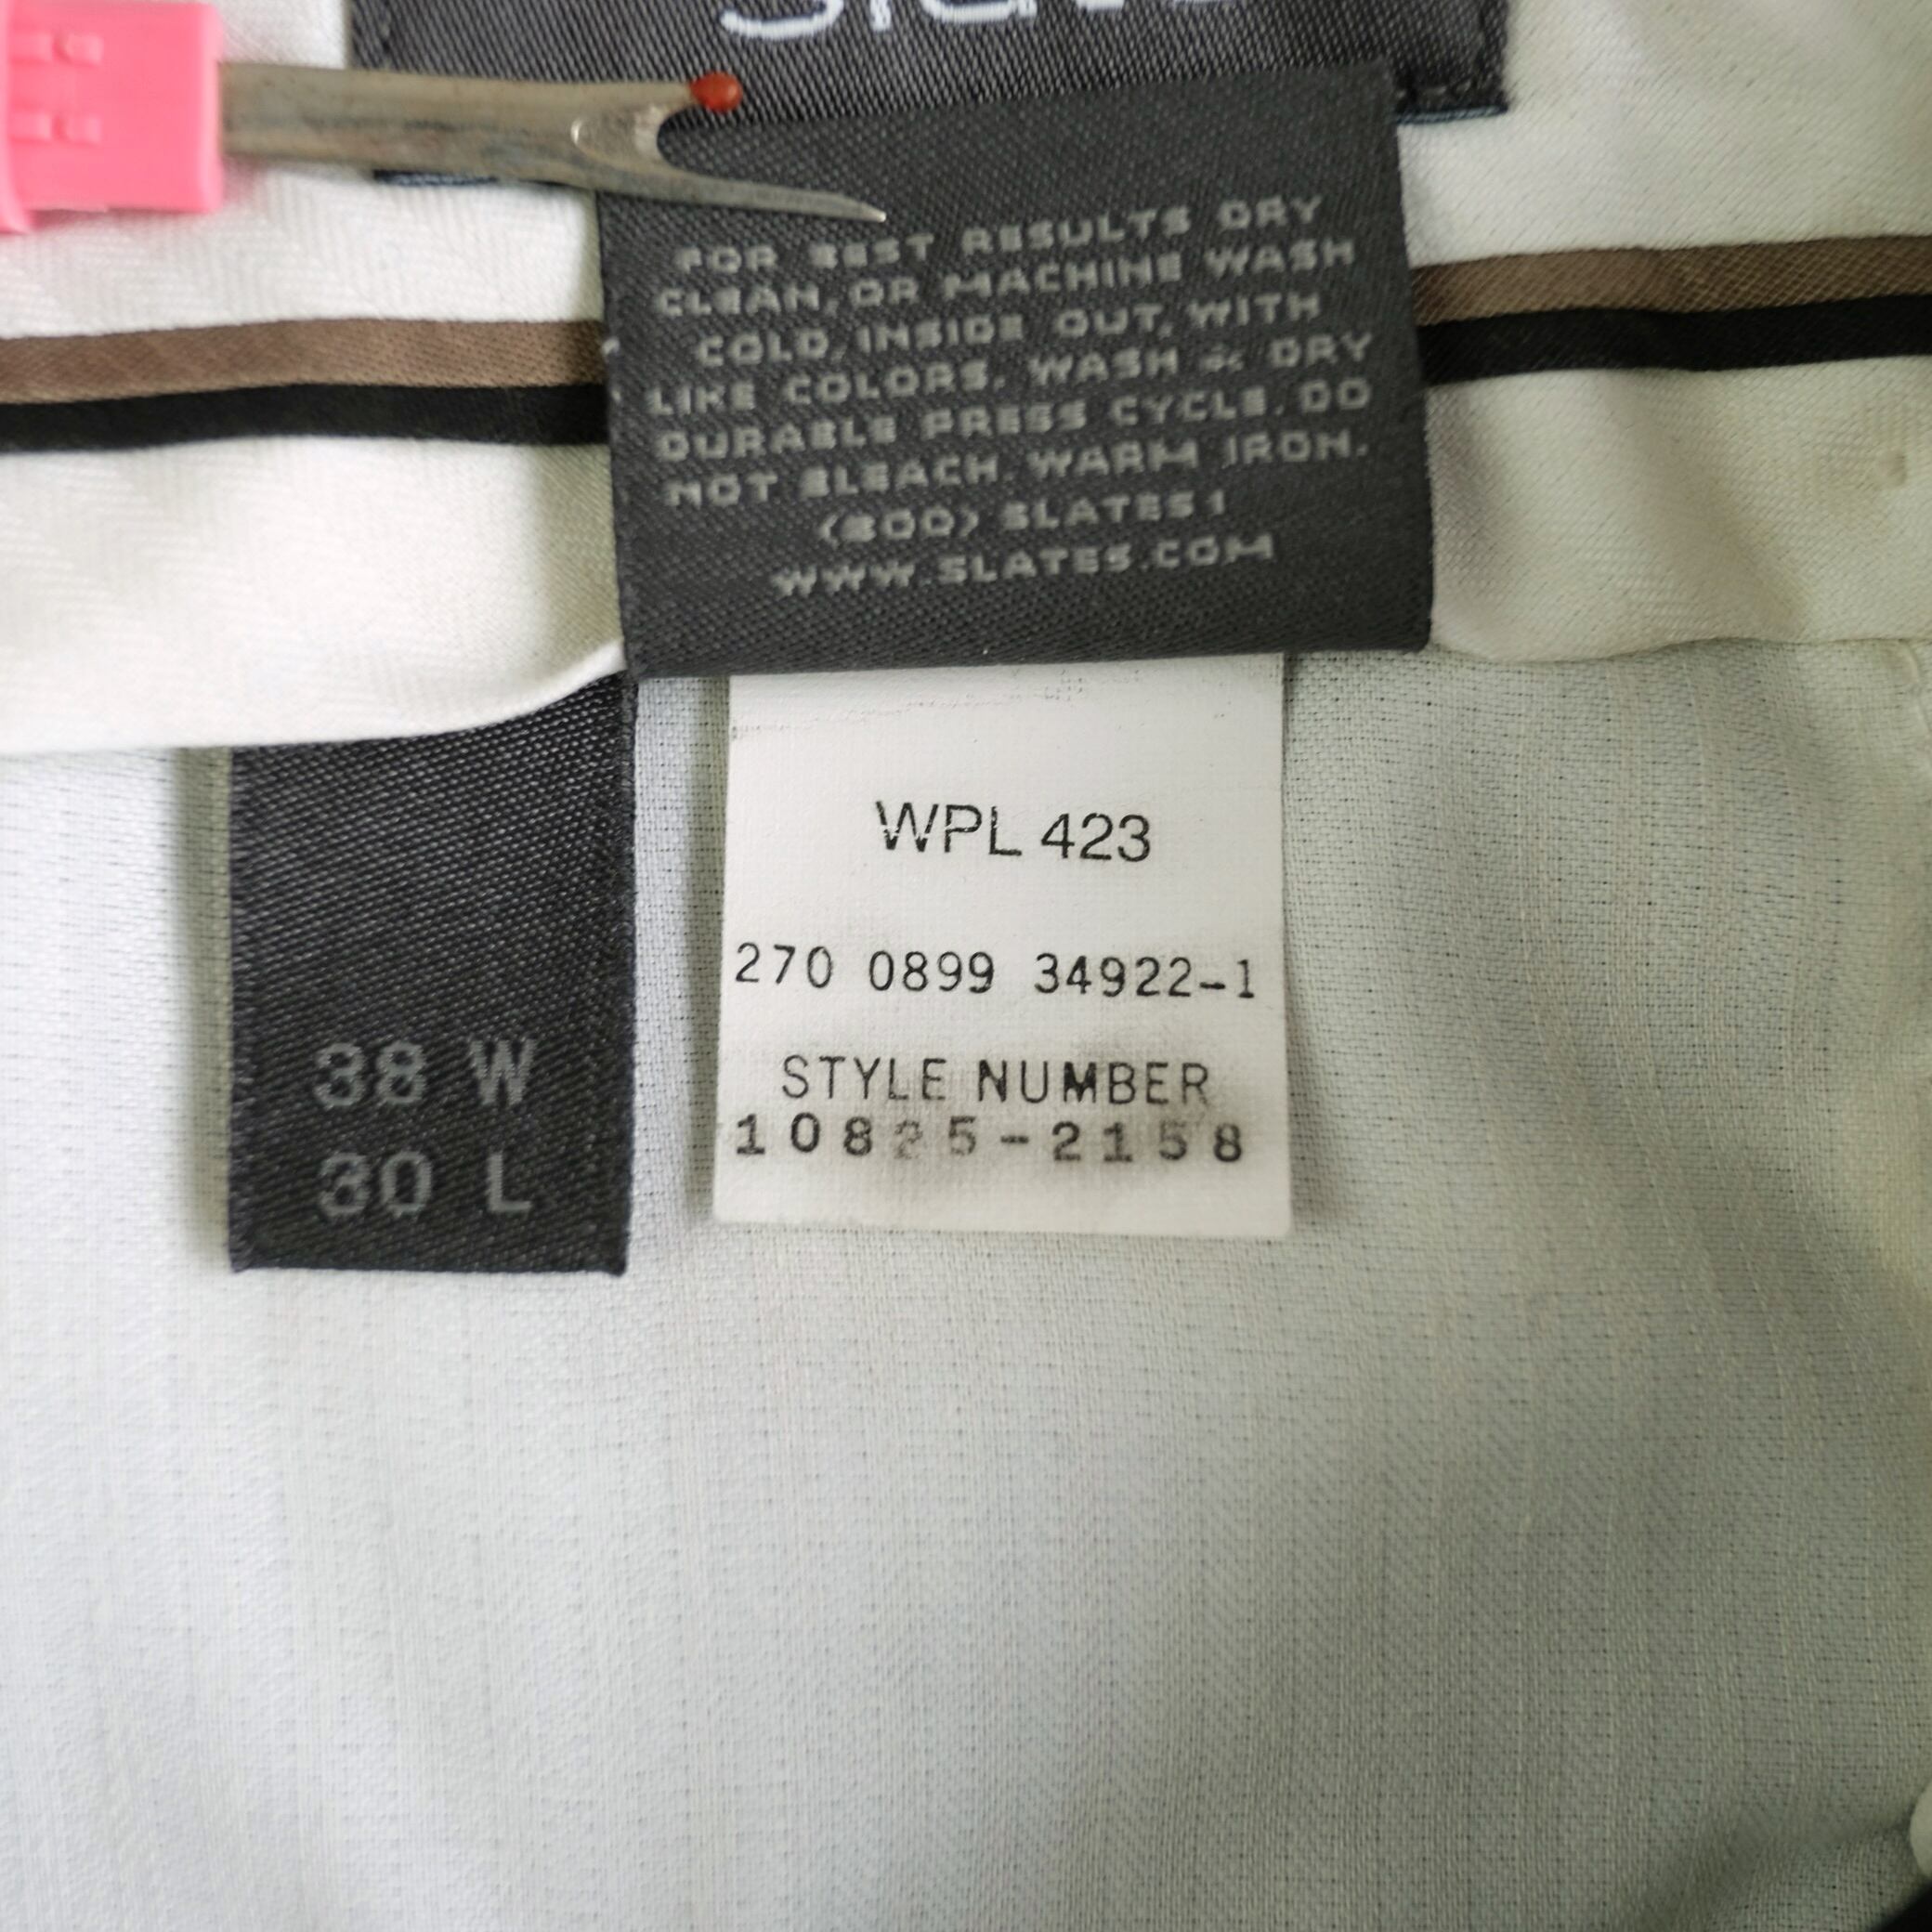 FOR BEST RESULTS DRY
CLEAN, OR MACHINE WASH
COLD, INSIDE OUT, WITH
LIKE COLORS. WASH & DRY
DURABLE PRESS CYCLE. DO
NOT BLEACH. WARM IRON.
(800) SLATES 1
WWW.SLATES.COM
WPL 423
270 0899 34922-1
STYLE NUMBER
10825-2158
38 W
30 L